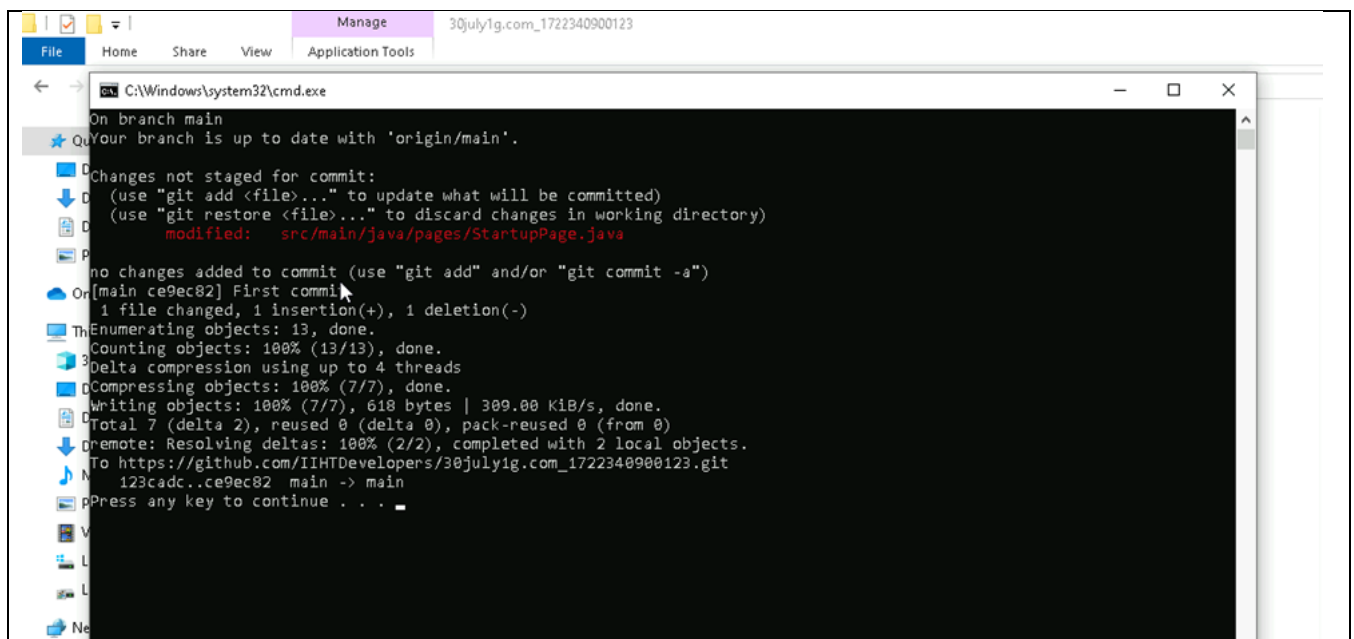 Manage
30july1g.com_1722340900123
File
Home
Share
View
Application Tools
C:\Windows\system32\cmd.exe
On branch main
Your branch is up to date with 'origin/main'.
Changes not staged for commit:
(use "git add <file>..." to update what will be committed)
(use "git restore <file>..." to discard changes in working directory)
modified: src/main/java/pages/StartupPage.java
no changes added to commit (use "git add" and/or "git commit -a")
[main ce9ec82] First commit
1 file changed, 1 insertion(+), 1 deletion(-)
Enumerating objects: 13, done.
Counting objects: 100% (13/13), done.
Delta compression using up to 4 threads
Compressing objects: 100% (7/7), done.
Writing objects: 100% (7/7), 618 bytes | 309.00 KiB/s, done.
Total 7 (delta 2), reused 0 (delta 0), pack-reused 0 (from 0)
remote: Resolving deltas: 100% (2/2), completed with 2 local objects.
To https://github.com/IIHTDevelopers/30july1g.com_1722340900123.git
123cadc..ce9ec82 main -> main
Press any key to continue . . .